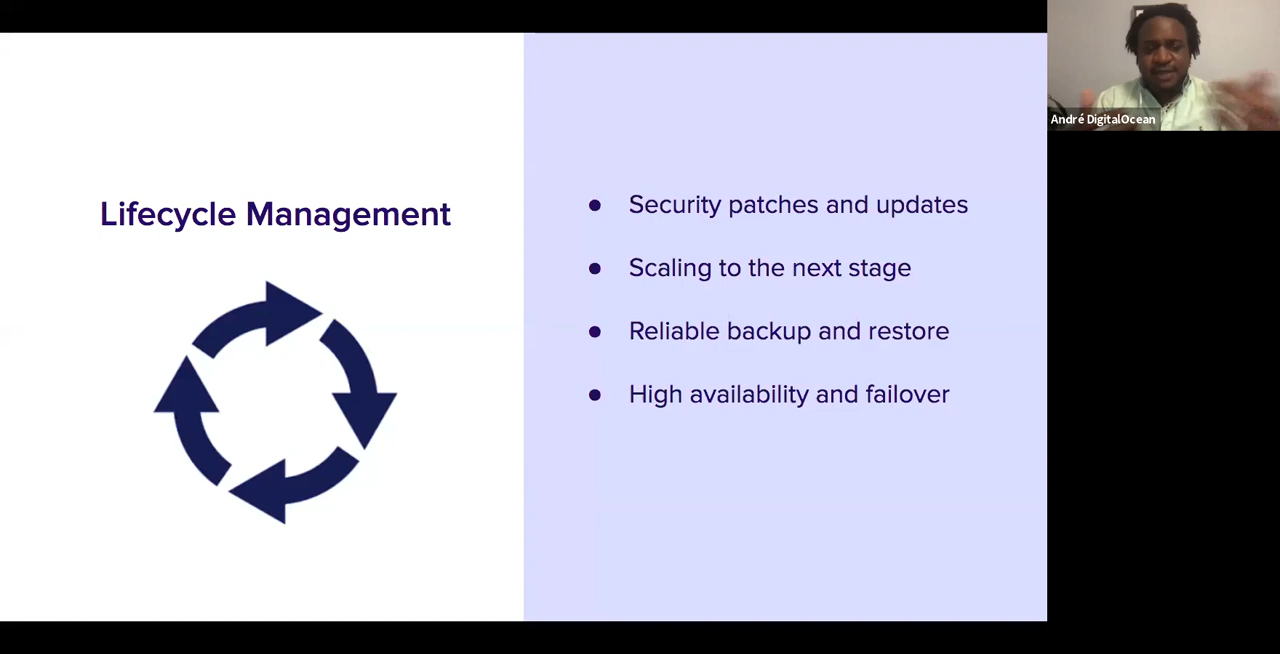 Lifecycle Management
● Security patches and updates
● Scaling to the next stage
● Reliable backup and restore
● High availability and failover
André DigitalOcean